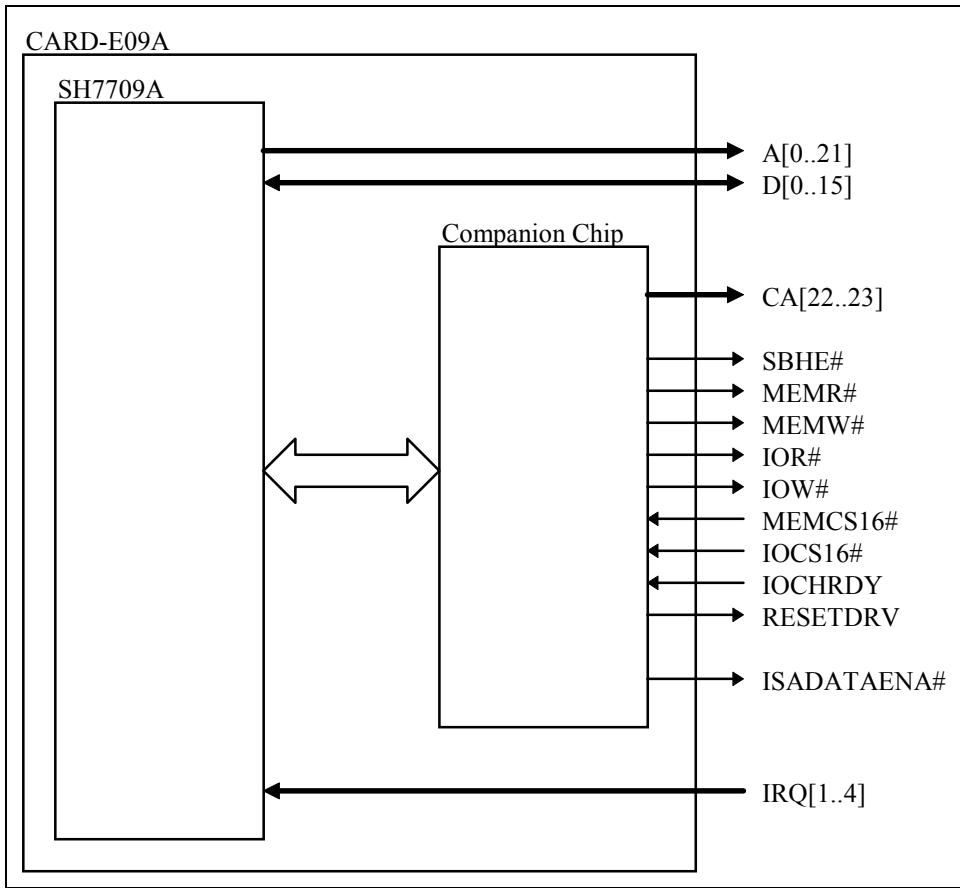 CARD-E09A
SH7709A
A[0..21]
D[0..15]
Companion Chip
CA[22..23]
SBHE#
MEMR#
MEMW#
IOR#
IOW#
MEMCS16#
IOCS16#
IOCHRDY
RESETDRV
ISADATAENA#
IRQ[1..4]